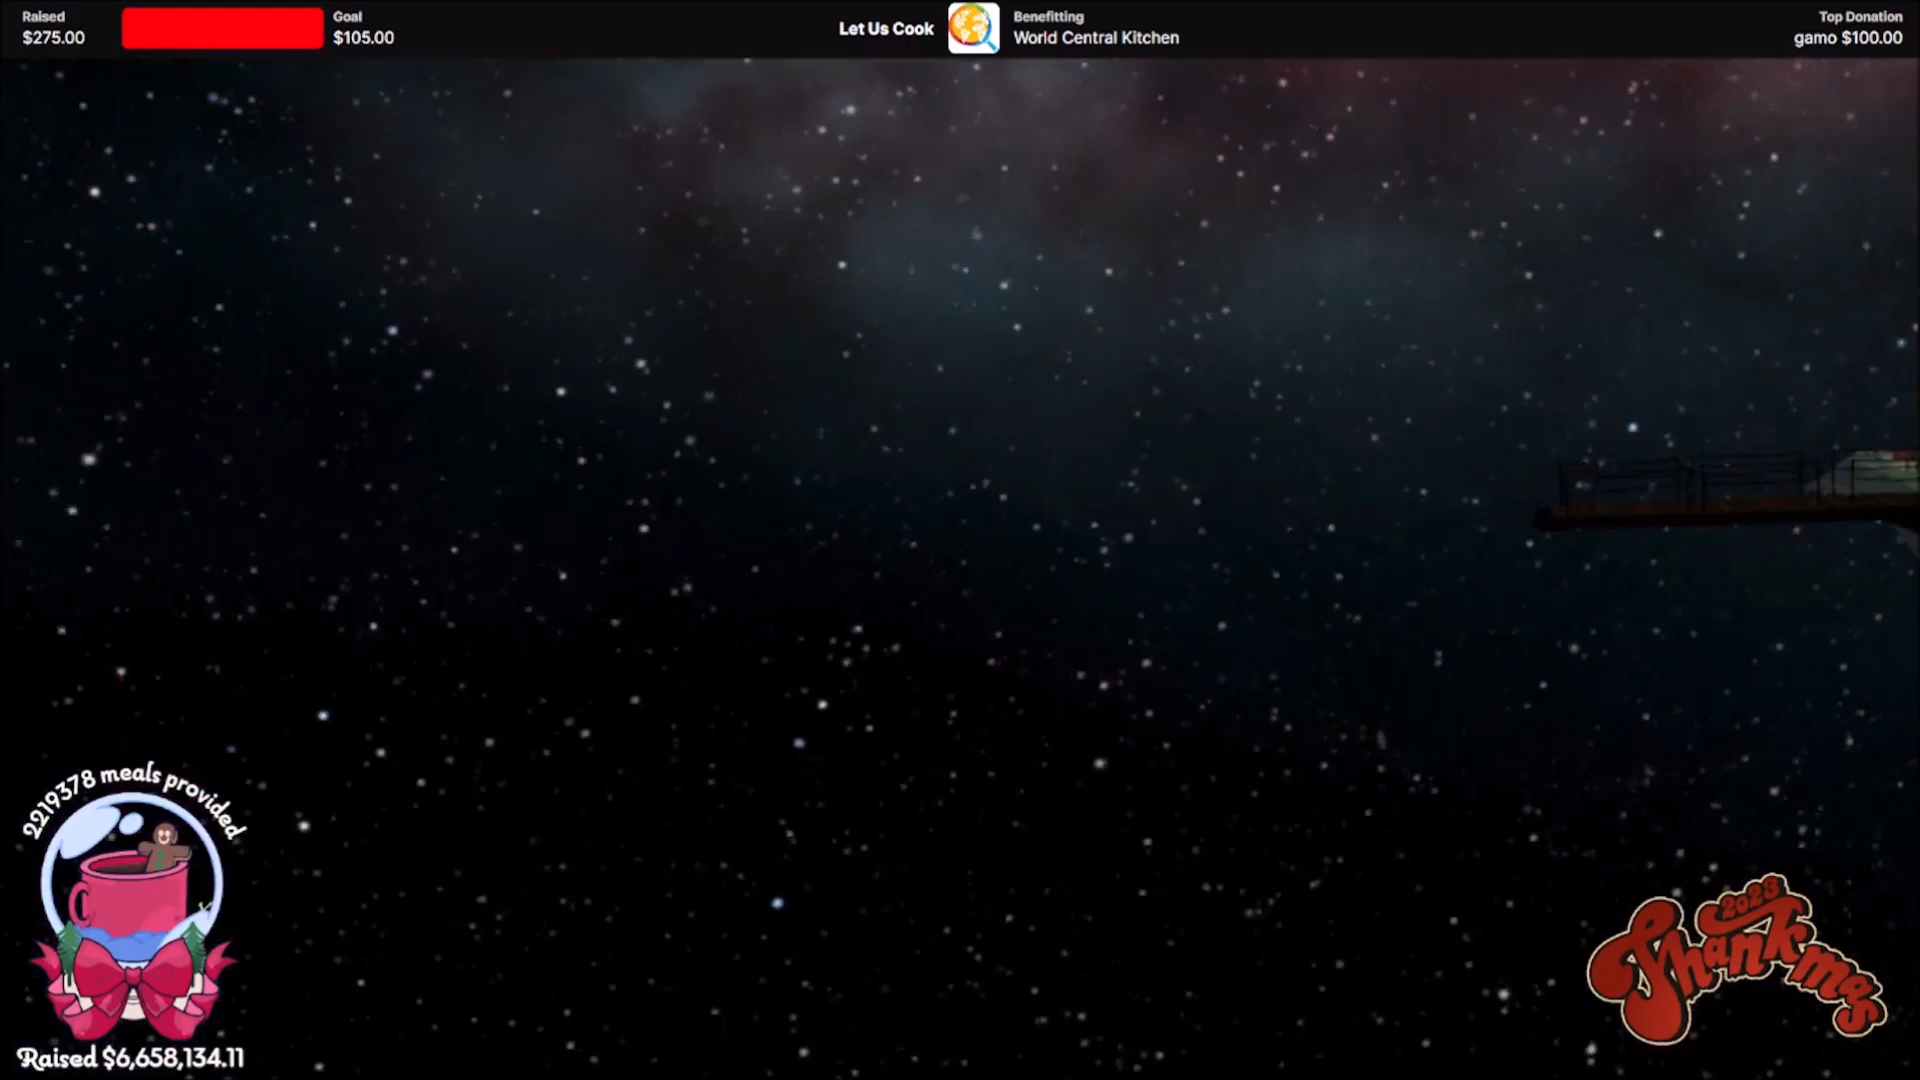 Raised
$275.00
Goal
$105.00
Let Us Cook
Benefitting
World Central Kitchen
Top Donation
gamo $100.00
2219378 meals provided
Raised $6,658,134.11
2023
Thankmas